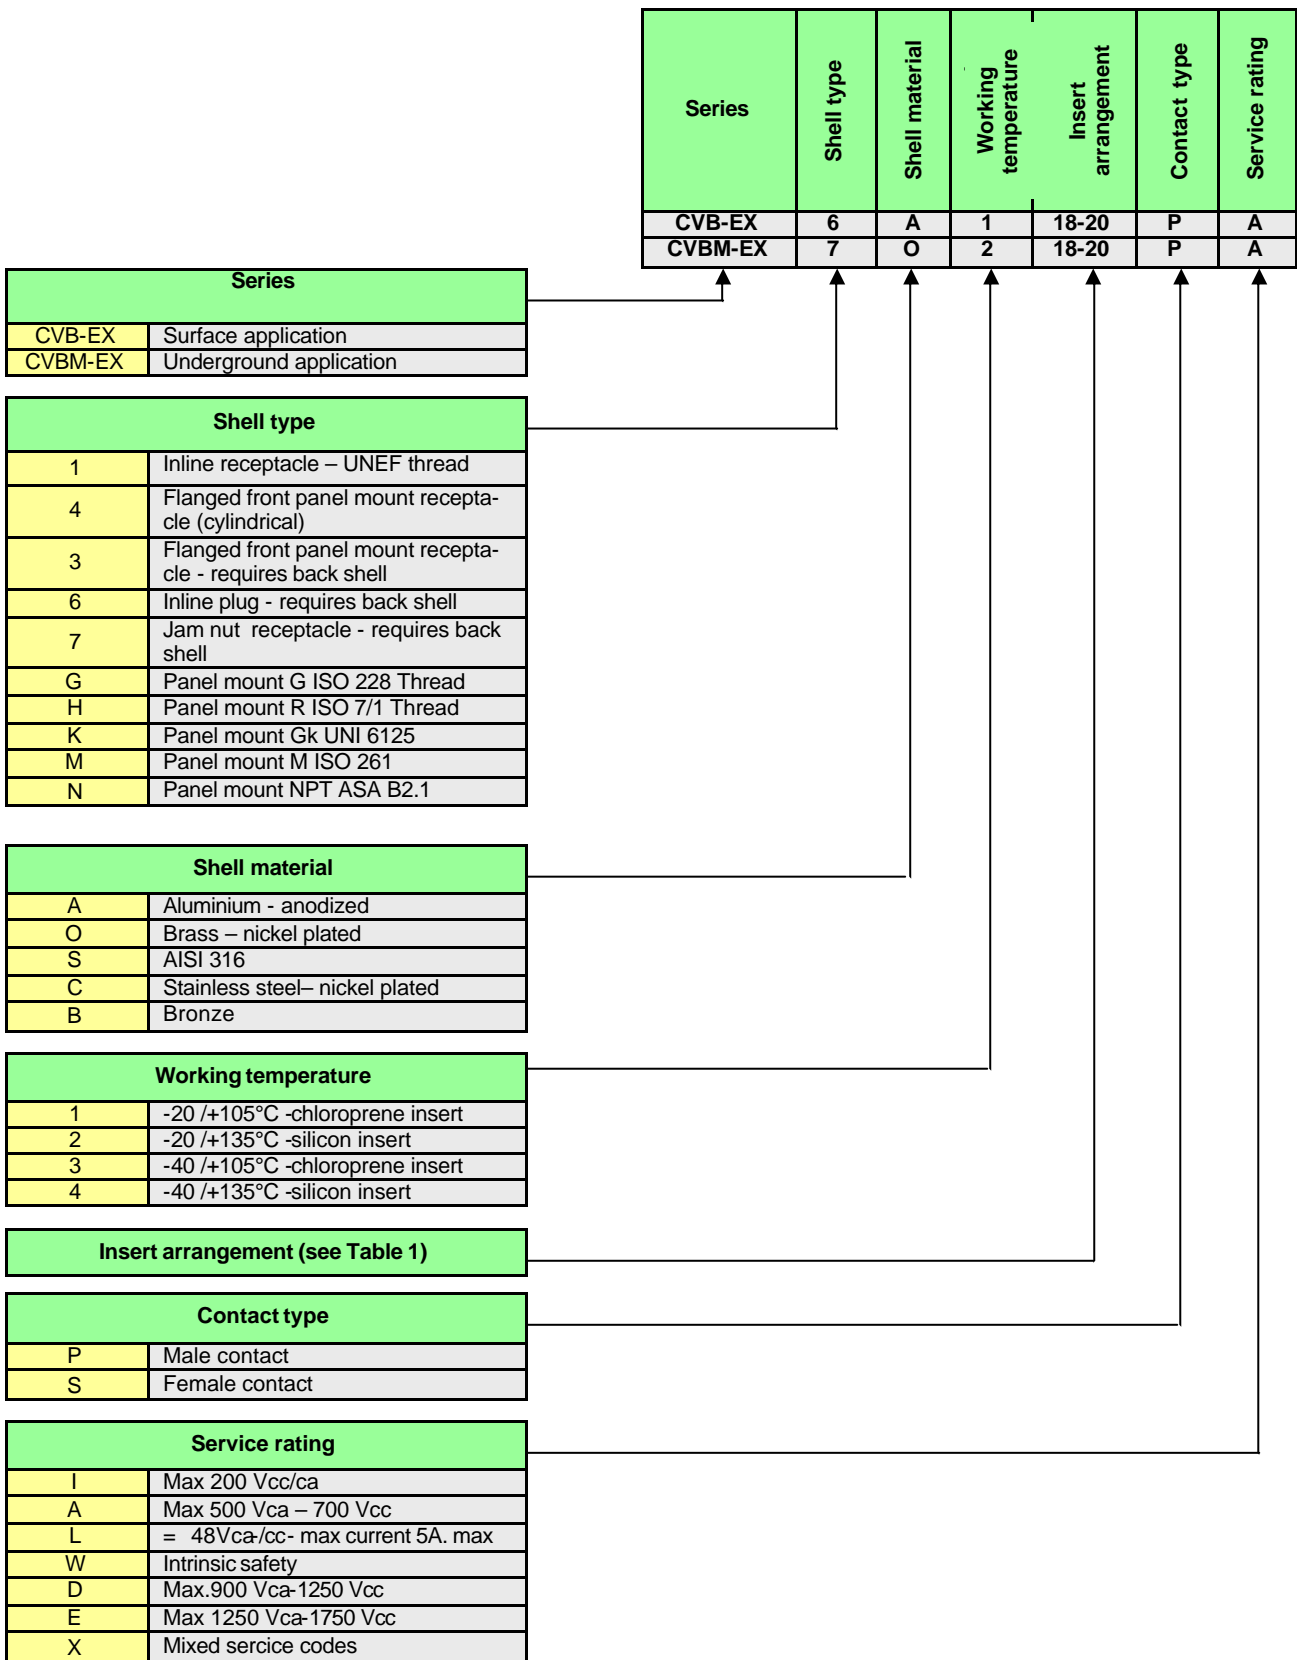 Series
Shell type
Shell material
Working
temperature
Insert
arrangement
Contact type
Service rating
CVB-EX 6 A 1 18-20 P A
CVBM-EX 7 O 2 18-20 P A
Series
CVB-EX Surface application
CVBM-EX Underground application
Shell type
1 Inline receptacle – UNEF thread
4 Flanged front panel mount recepta-
cle (cylindrical)
3 Flanged front panel mount recepta-
cle - requires back shell
6 Inline plug - requires back shell
7 Jam nut receptacle - requires back
shell
G Panel mount G ISO 228 Thread
H Panel mount R ISO 7/1 Thread
K Panel mount Gk UNI 6125
M Panel mount M ISO 261
N Panel mount NPT ASA B2.1
Shell material
A Aluminium - anodized
O Brass – nickel plated
S AISI 316
C Stainless steel– nickel plated
B Bronze
Working temperature
1 -20 /+105°C -chloroprene insert
2 -20 /+135°C -silicon insert
3 -40 /+105°C -chloroprene insert
4 -40 /+135°C -silicon insert
Insert arrangement (see Table 1)
Contact type
P Male contact
S Female contact
Service rating
I Max 200 Vcc/ca
A Max 500 Vca – 700 Vcc
L = 48Vca-/cc- max current 5A. max
W Intrinsic safety
D Max.900 Vca-1250 Vcc
E Max 1250 Vca-1750 Vcc
X Mixed sercice codes